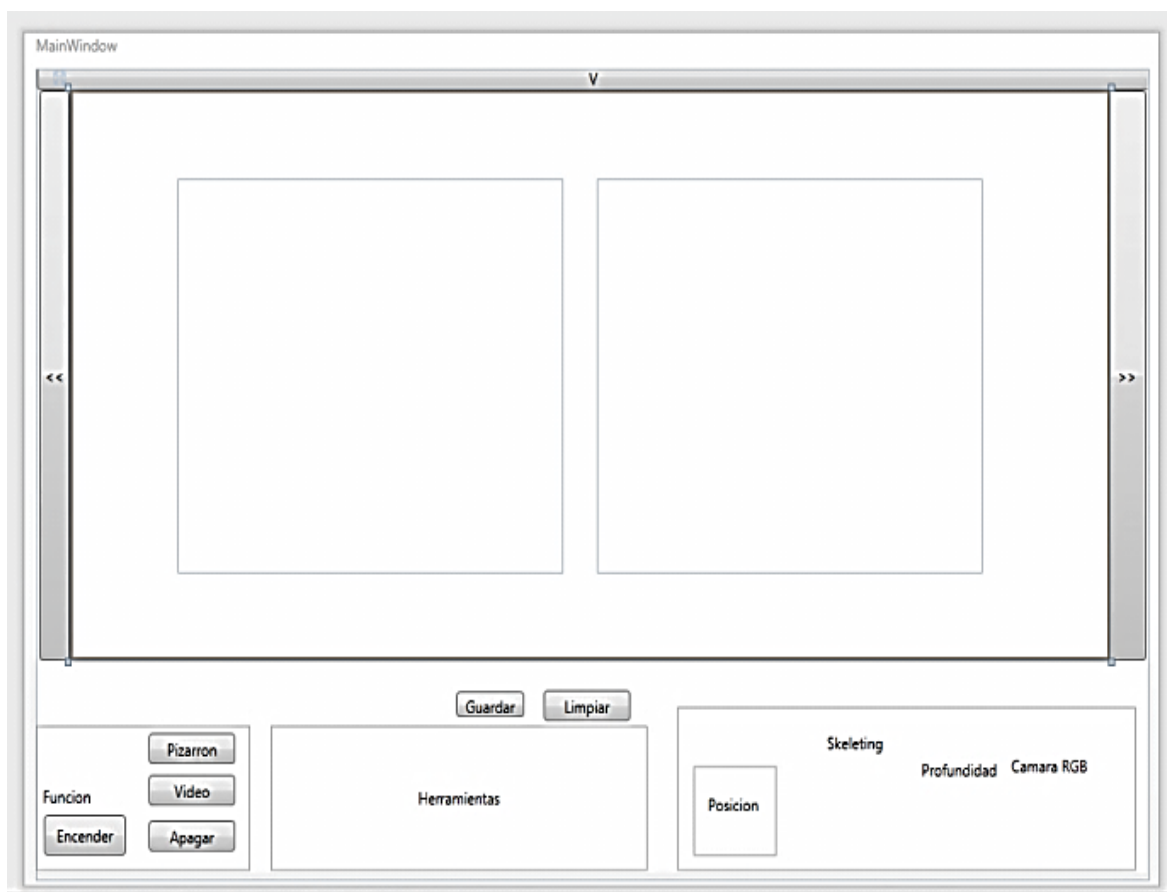 MainWindow
V
<<
>>
Guardar
Limpiar
Pizarron
Video
Funcion
Encender
Apagar
Herramientas
Skeleting
Profundidad
Camara RGB
Posicion